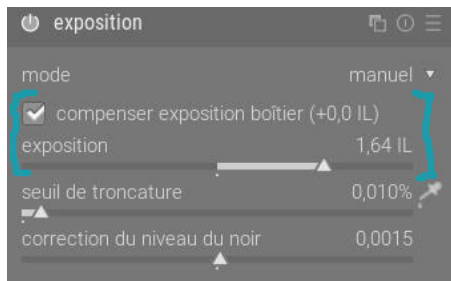 exposition
mode manuel
compenser exposition boîtier (+0,0 IL)
exposition 1,64 IL
seuil de troncature 0,010%
correction du niveau du noir 0,0015